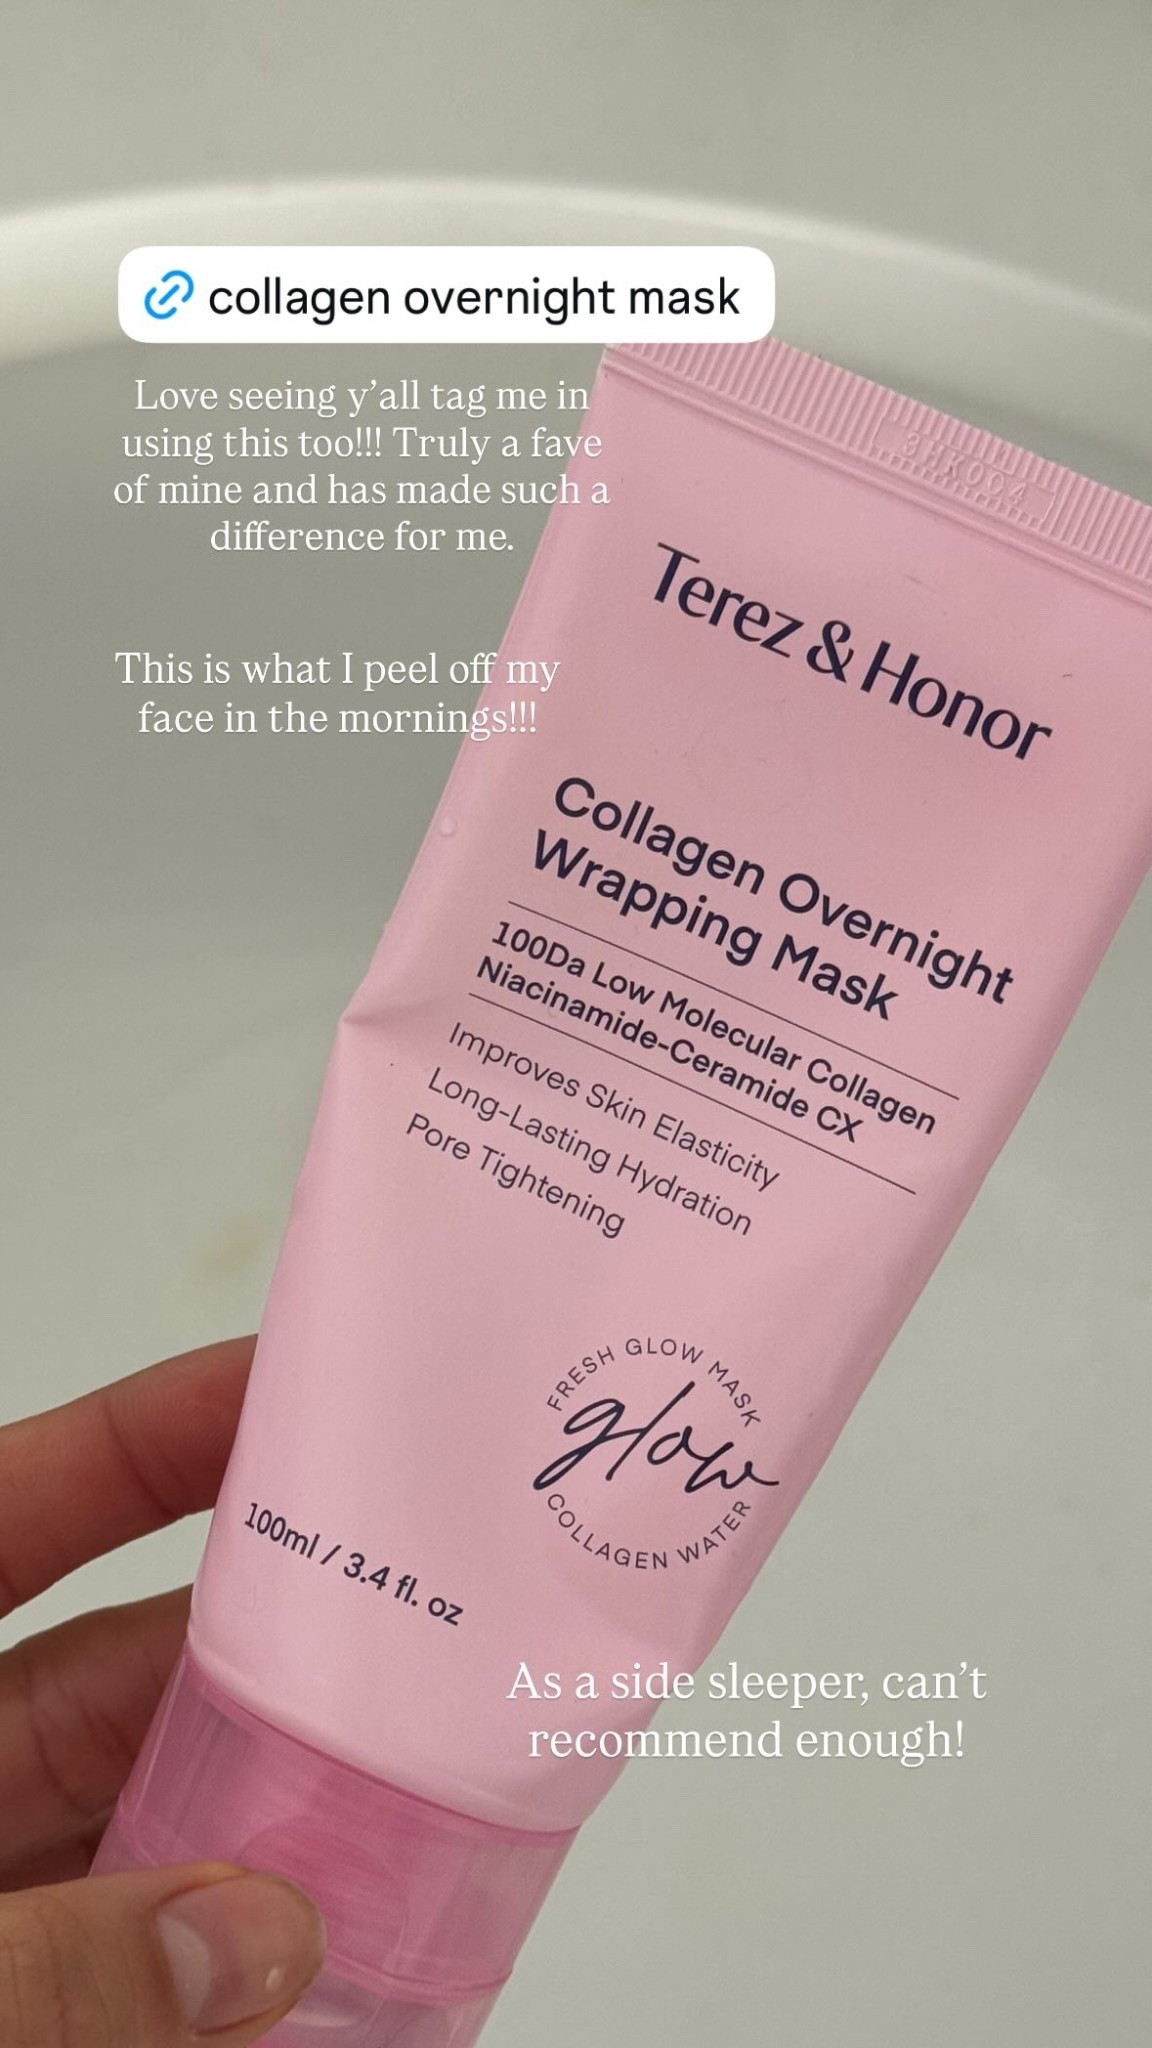 collagen overnight mask
Love seeing y’all tag me in
using this too!!! Truly a fave
of mine and has made such a
difference for me.
This is what I peel off my
face in the mornings!!!
3HK004
Terez & Honor
Collagen Overnight
Wrapping Mask
100Da Low Molecular Collagen
Niacinamide-Ceramide CX
Improves Skin Elasticity
Long-Lasting Hydration
Pore Tightening
FRESH GLOW MASK
glow
COLLAGEN WATER
100ml / 3.4 fl. oz
As a side sleeper, can’t
recommend enough!